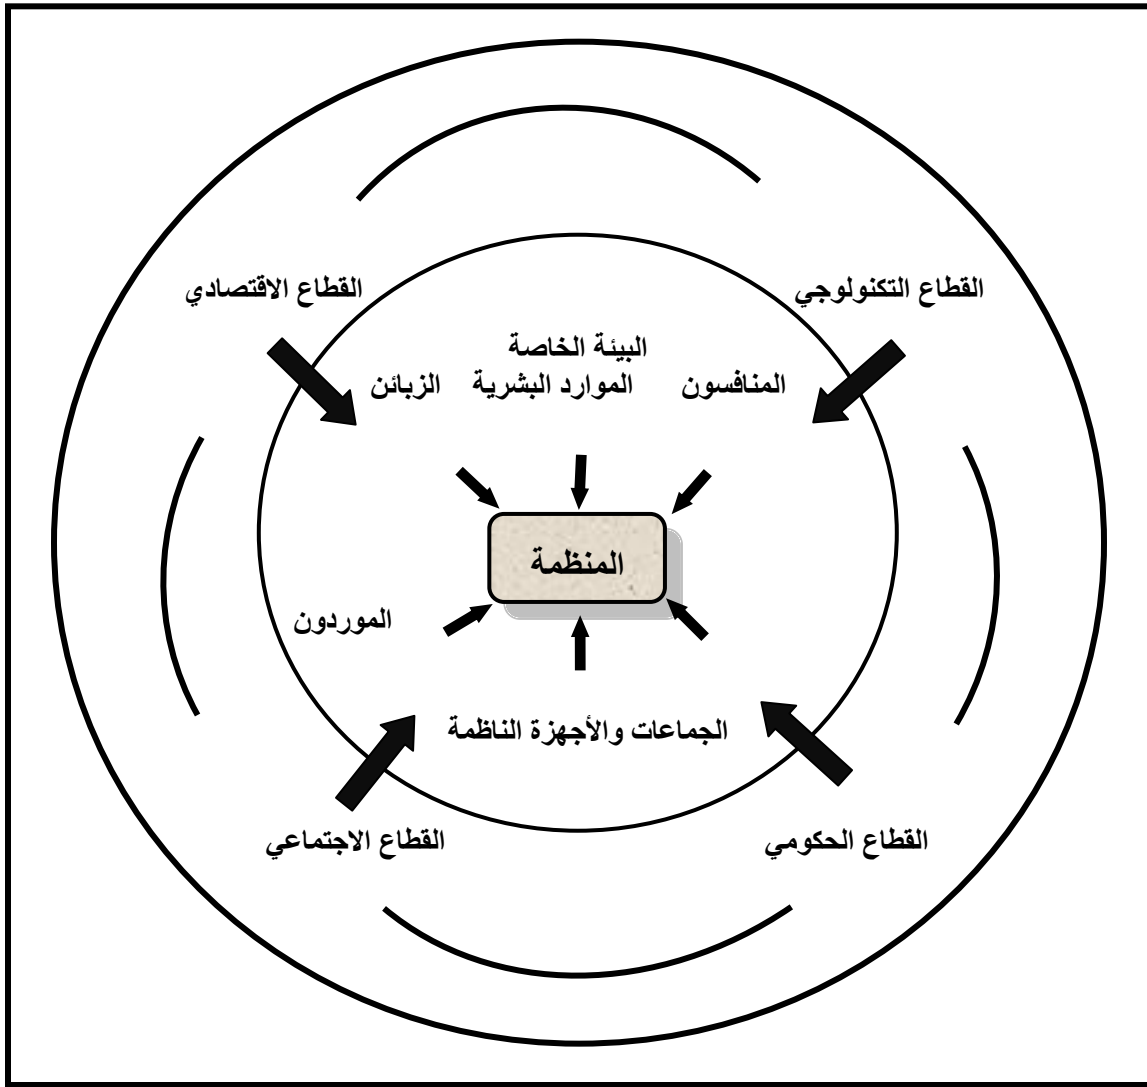 القطاع التكنولوجي
القطاع الاقتصادي
البيئة الخاصة
المنافسون
الموارد البشرية
الزبائن
المنظمة
الموردون
الجماعات والأجهزة الناظمة
القطاع الحكومي
القطاع الاجتماعي